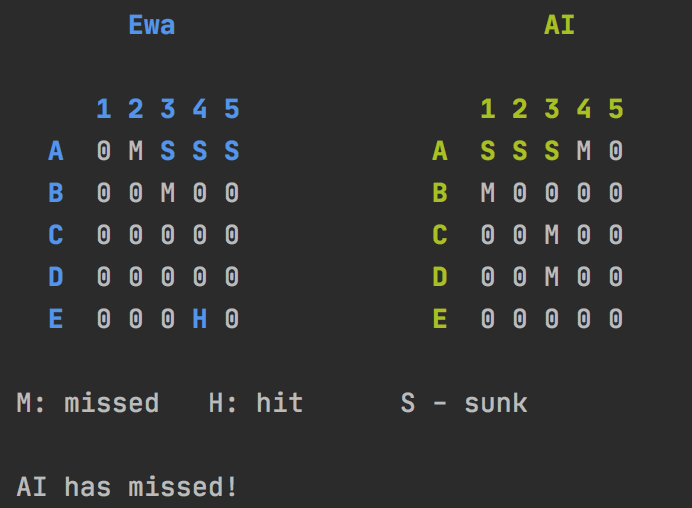 Ewa AI
1 2 3 4 5 1 2 3 4 5
A 0 M S S S A S S S M 0
B 0 0 M 0 0 B M 0 0 0 0
C 0 0 0 0 0 C 0 0 M 0 0
D 0 0 0 0 0 D 0 0 M 0 0
E 0 0 0 H 0 E 0 0 0 0 0
M: missed H: hit S - sunk
AI has missed!